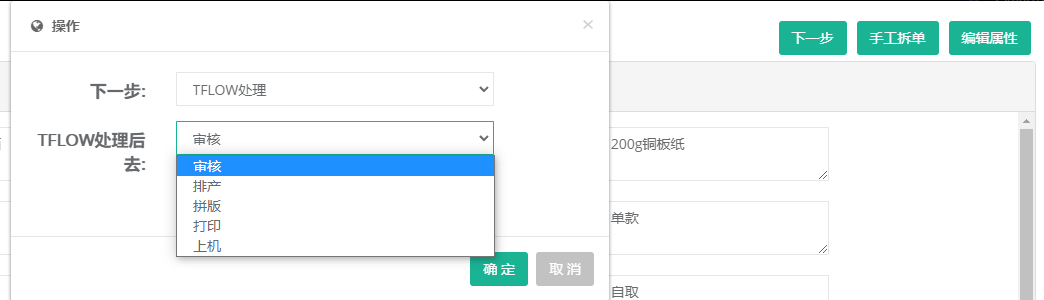 操作
×
下一步
手工拆单
编辑属性
下一步:
TFLOW处理
TFLOW处理后
去:
审核
审核
排产
拼版
打印
上机
200g铜板纸
单款
自取
确 定
取 消